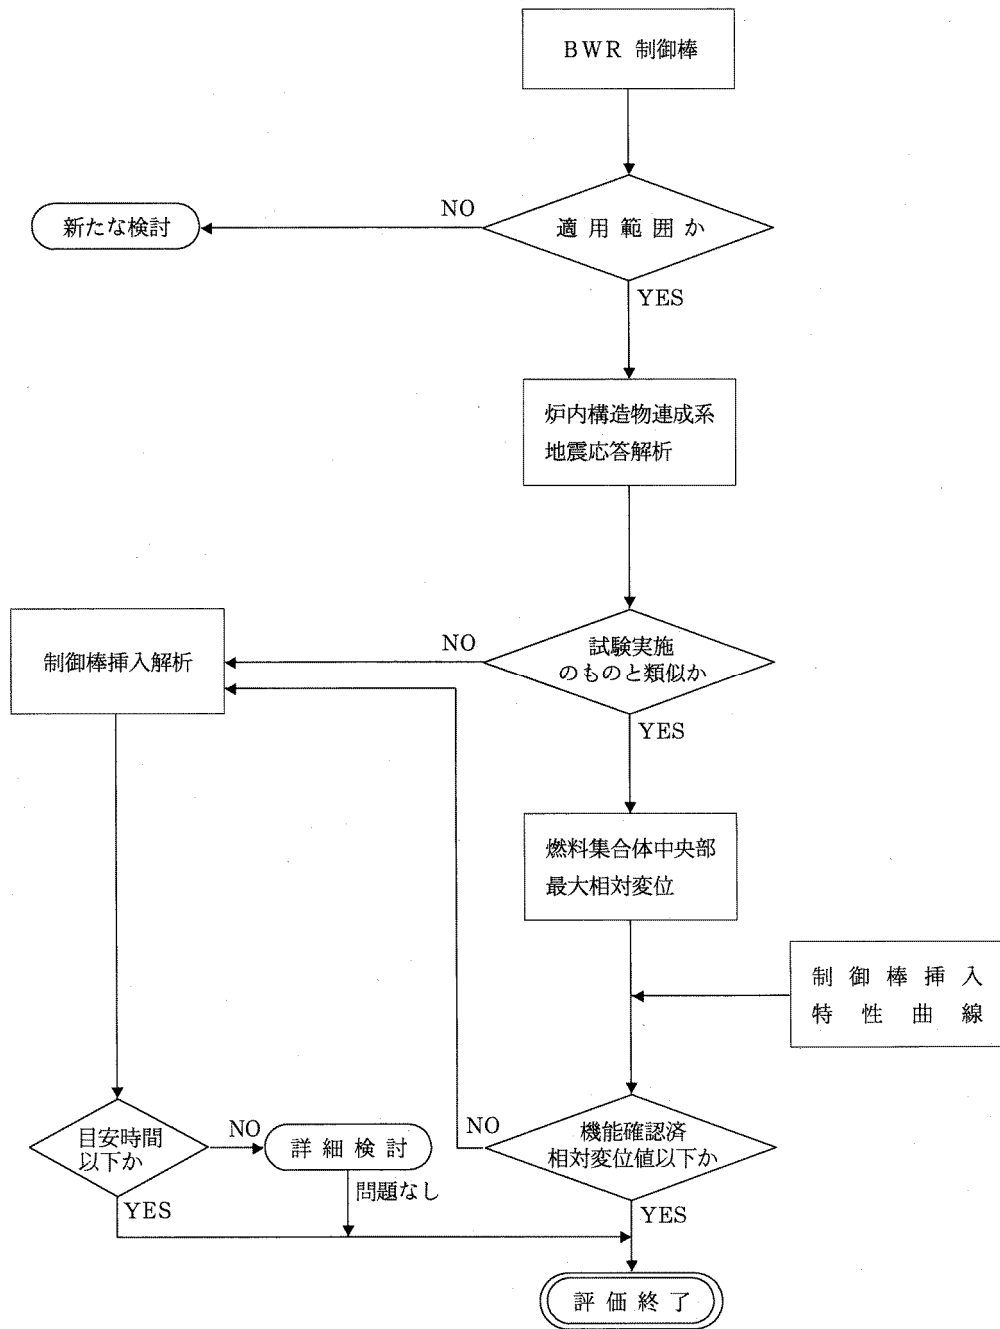 BWR 制御棒
適用範囲か
NO
新たな検討
YES
炉内構造物連成系
地震応答解析
試験実施
のものと類似か
NO
制御棒挿入解析
YES
燃料集合体中央部
最大相対変位
制御棒挿入
特性曲線
機能確認済
相対変位値以下か
NO
目安時間
以下か
NO
詳細検討
問題なし
YES
YES
評価終了